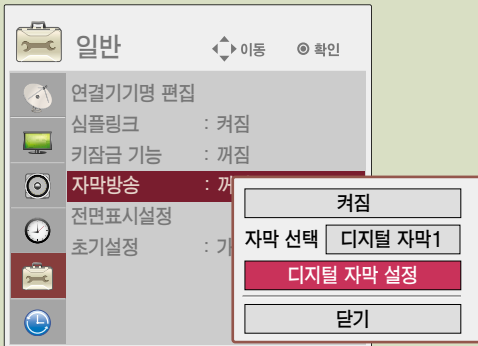 일반 이동 확인
연결기기명 편집
심플링크 : 켜짐
키잠금 기능 : 꺼짐
자막방송 : 꺼
전면표시설정
초기설정 : 가
켜짐
자막 선택 디지털 자막1
디지털 자막 설정
닫기